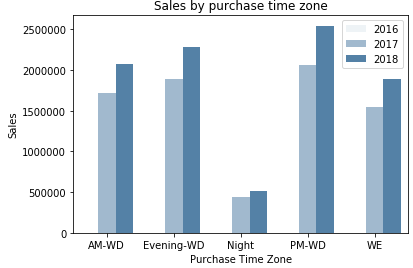 Sales by purchase time zone
2016
2017
2018
2500000
2000000
1500000
1000000
500000
0
Sales
AM-WD Evening-WD Night PM-WD WE
Purchase Time Zone